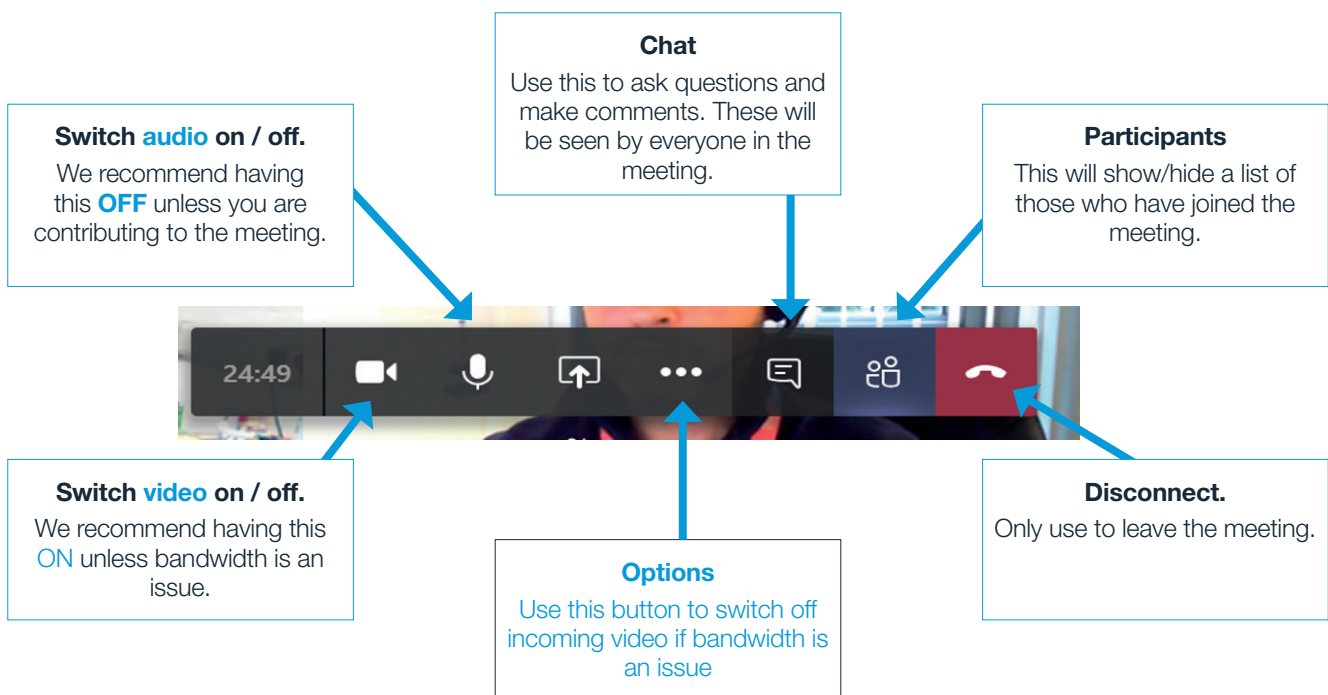 Chat
Use this to ask questions and
make comments. These will
be seen by everyone in the
meeting.
Switch audio on / off.
We recommend having
this OFF unless you are
contributing to the meeting.
Participants
This will show/hide a list of
those who have joined the
meeting.
24:49
Switch video on / off.
We recommend having this
ON unless bandwidth is an
issue.
Options
Use this button to switch off
incoming video if bandwidth is
an issue
Disconnect.
Only use to leave the meeting.